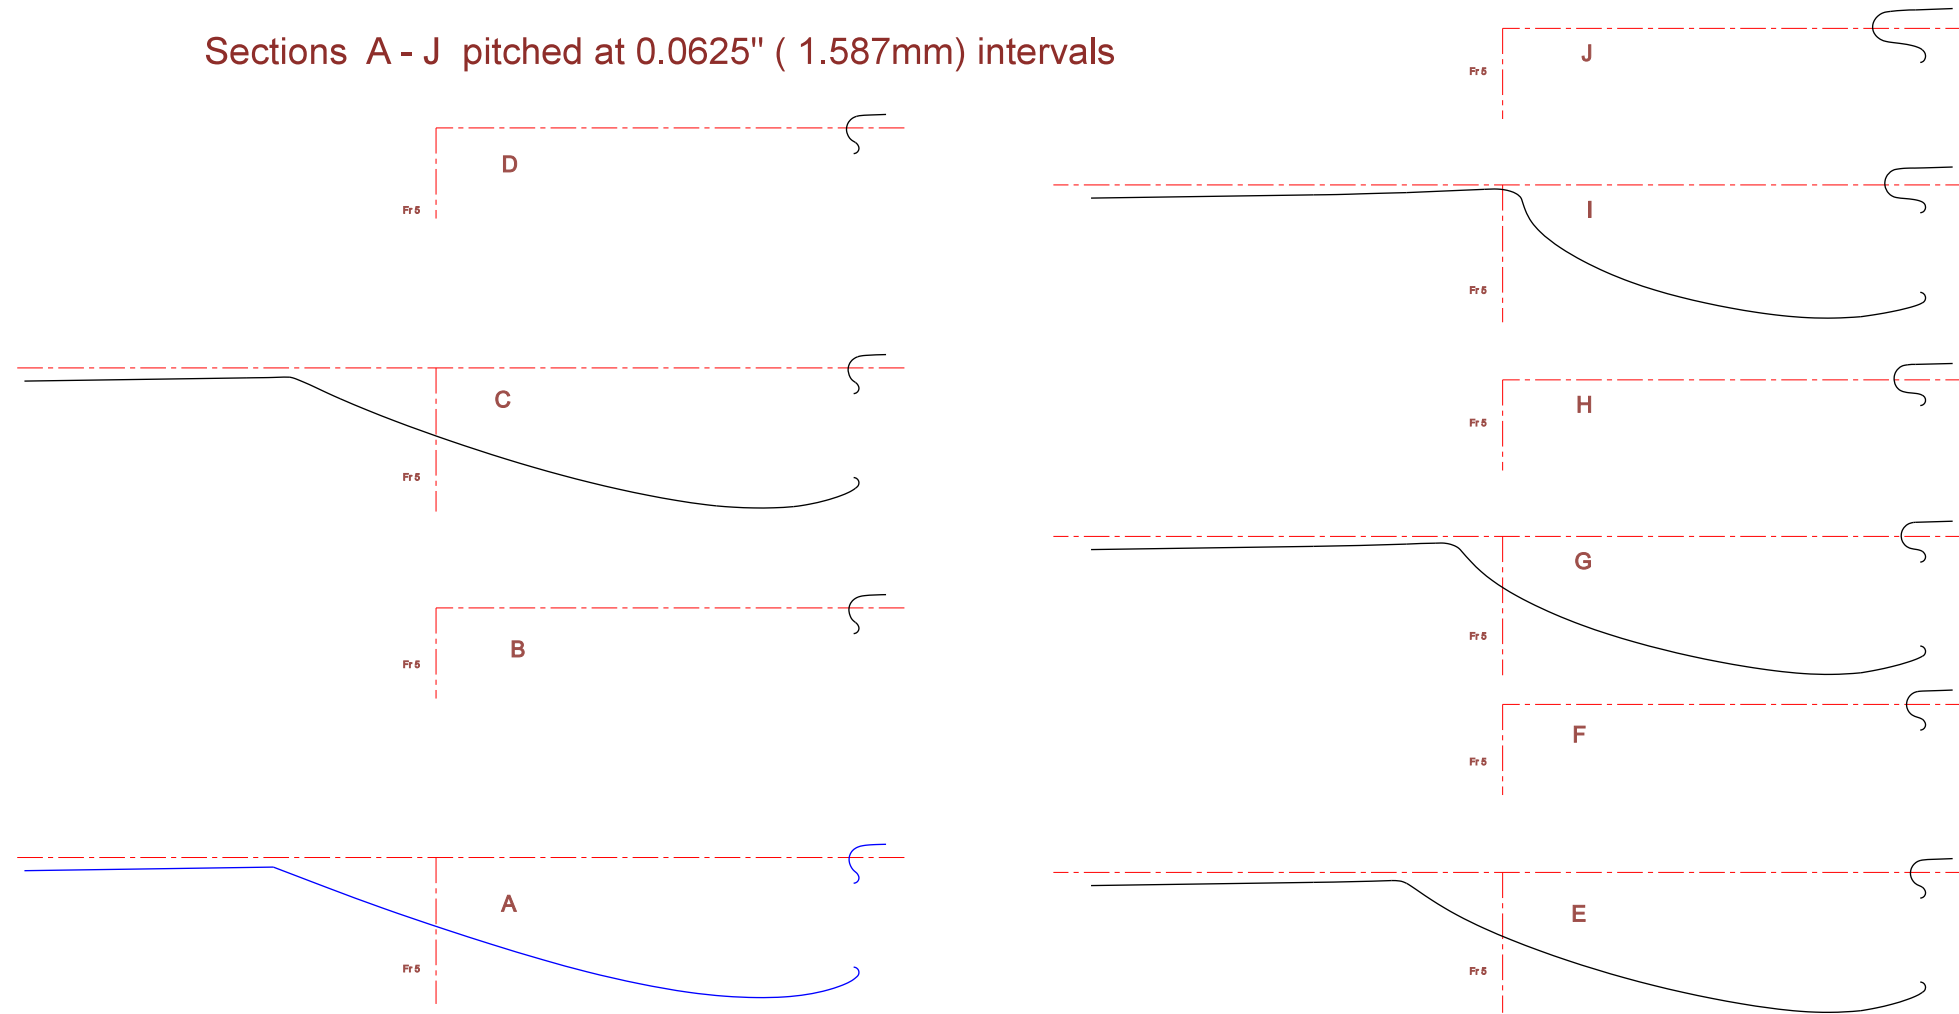 Sections A - J pitched at 0.0625" ( 1.587mm) intervals
D
Fr 5
C
Fr 5
B
Fr 5
A
Fr 5
J
Fr 5
I
Fr 5
H
Fr 5
G
Fr 5
F
Fr 5
E
Fr 5